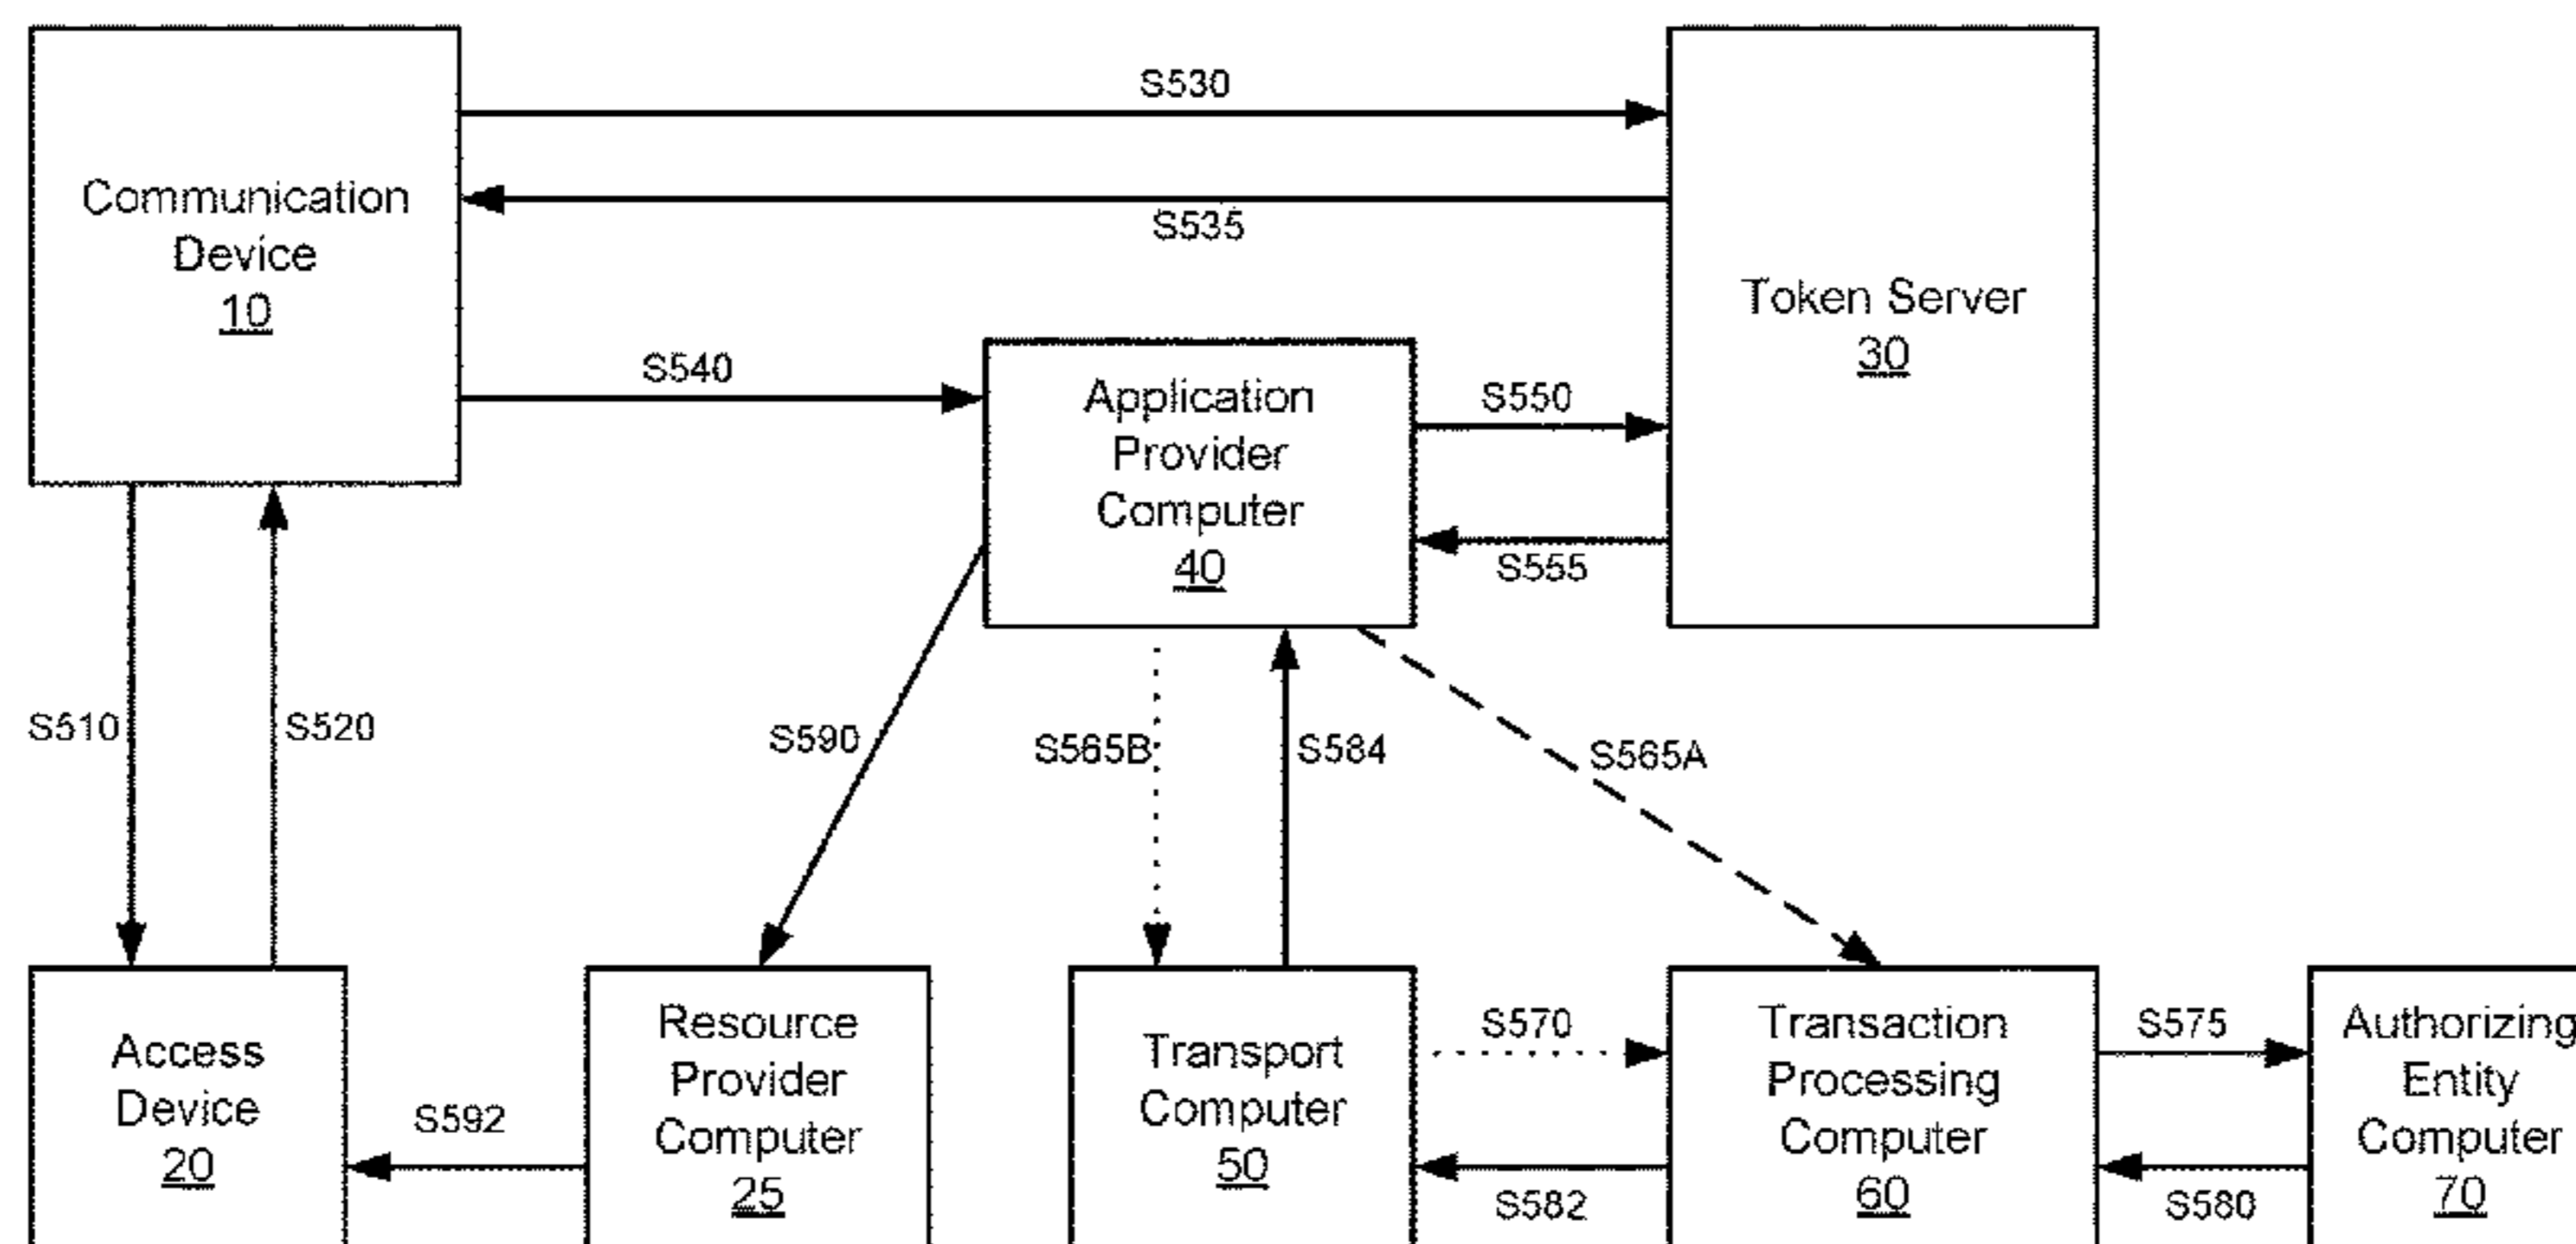 S530
S535
Communication
Device
10
Token Server
30
S540
Application
Provider
Computer
40
S550
S555
S510
S520
S590
S565B
S584
S565A
Access
Device
20
S592
Resource
Provider
Computer
25
Transport
Computer
50
S570
S582
Transaction
Processing
Computer
60
S575
S580
Authorizing
Entity
Computer
70